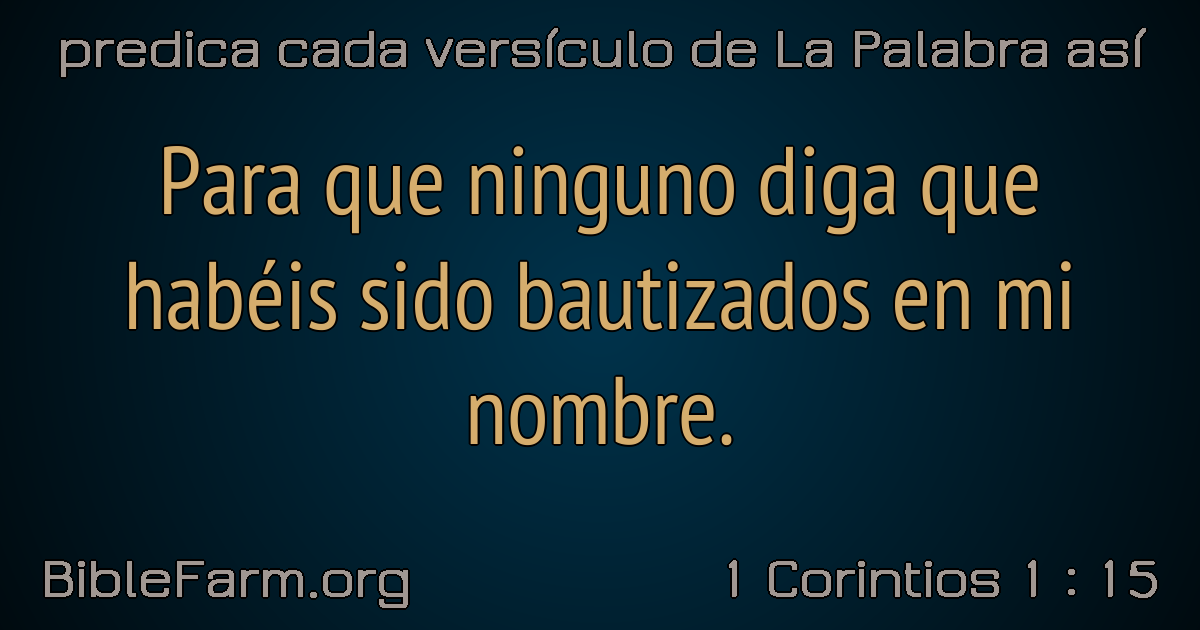 predica cada versículo de La Palabra así
Para que ninguno diga que
habéis sido bautizados en mi
nombre.
BibleFarm.org
1 Corintios 1 : 15